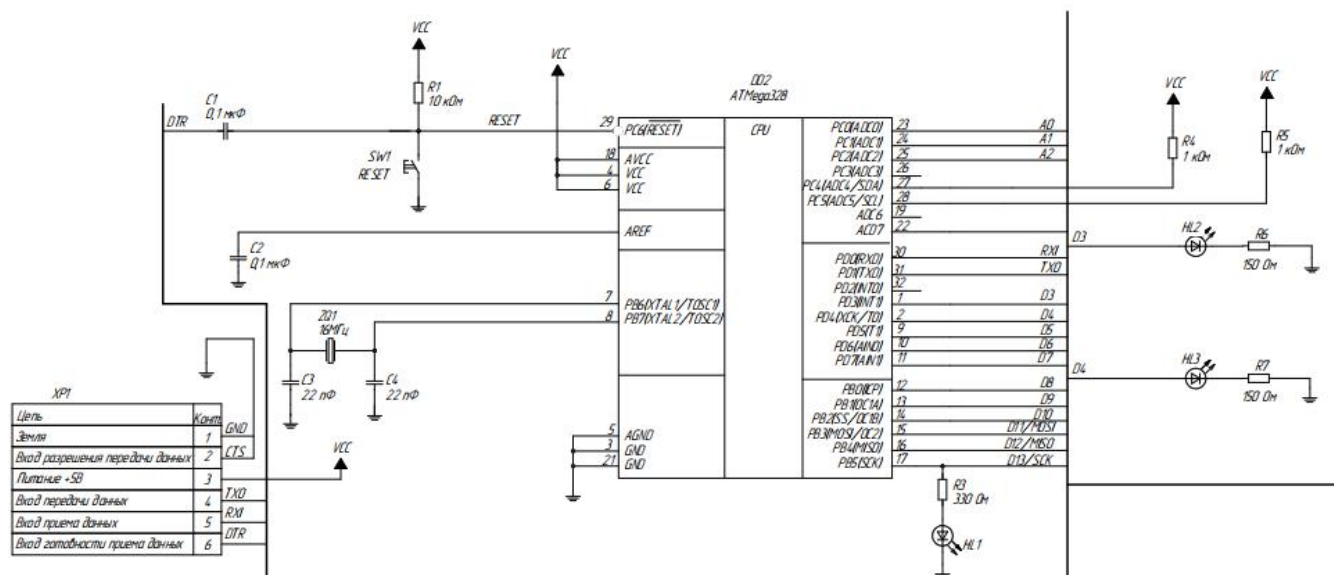 DTR
C1
0,1 мкФ
VCC
R1
10 кОм
RESET
SW1
RESET
VCC
C2
0,1 мкФ
ZQ1
16МГц
C3
22 пФ
C4
22 пФ
DD2
ATMega328
CPU
29 PC6(RESET)
18 AVCC
4 VCC
6 VCC
AREF
7 PB6(XTAL1/TOSC1)
8 PB7(XTAL2/TOSC2)
5 AGND
3 GND
21 GND
PC0(ADC0) 23 A0
PC1(ADC1) 24 A1
PC2(ADC2) 25 A2
PC3(ADC3) 26
PC4(ADC4/SDA) 27
PC5(ADC5/SCL) 28
ADC6 19
ACD7 22
PD0(RXD) 30 RXI
PD1(TXD) 31 TXO
PD2(INT0) 32
PD3(INT1) 1 D3
PD4(XCK/T0) 2 D4
PD5(T1) 9 D5
PD6(AIN0) 10 D6
PD7(AIN1) 11 D7
PB0(ICP) 12 D8
PB1(OC1A) 13 D9
PB2(SS/OC1B) 14 D10
PB3(MOSI/OC2) 15 D11/MOSI
PB4(MISO) 16 D12/MISO
PB5(SCK) 17 D13/SCK
R3
330 Ом
HL1
VCC
R4
1 кОм
VCC
R5
1 кОм
D3
HL2
R6
150 Ом
D4
HL3
R7
150 Ом
XP1
Цепь Конт.
Земля 1 GND
Вход разрешения передачи данных 2 CTS
Питание +5В 3
VCC
Вход передачи данных 4 TXO
Вход приема данных 5 RXI
Вход готовности приема данных 6 DTR